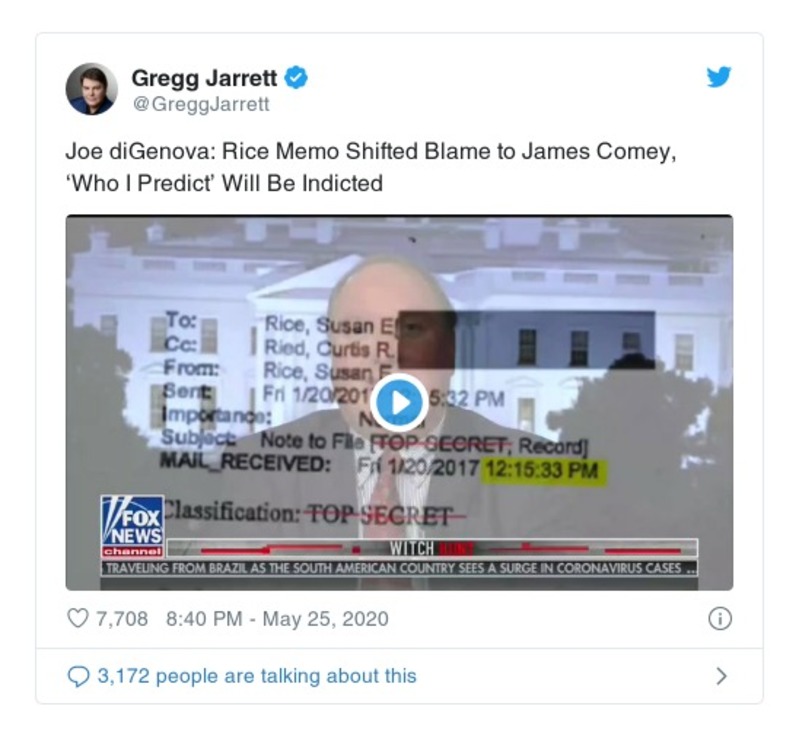 Gregg Jarrett
@GreggJarrett
Joe diGenova: Rice Memo Shifted Blame to James Comey,
‘Who I Predict’ Will Be Indicted
To: Rice, Susan E
Cc: Ried, Curtis R.
From: Rice, Susan E
Sent: Fri 1/20/201 5:32 PM
Importance:
Subject: Note to File [TOP SECRET, Record]
MAIL_RECEIVED: Fri 1/20/2017 12:15:33 PM
Classification: TOP SECRET
FOX
NEWS
channel
WITCH HUNT
TRAVELING FROM BRAZIL AS THE SOUTH AMERICAN COUNTRY SEES A SURGE IN CORONAVIRUS CASES ...
7,708 8:40 PM - May 25, 2020
3,172 people are talking about this